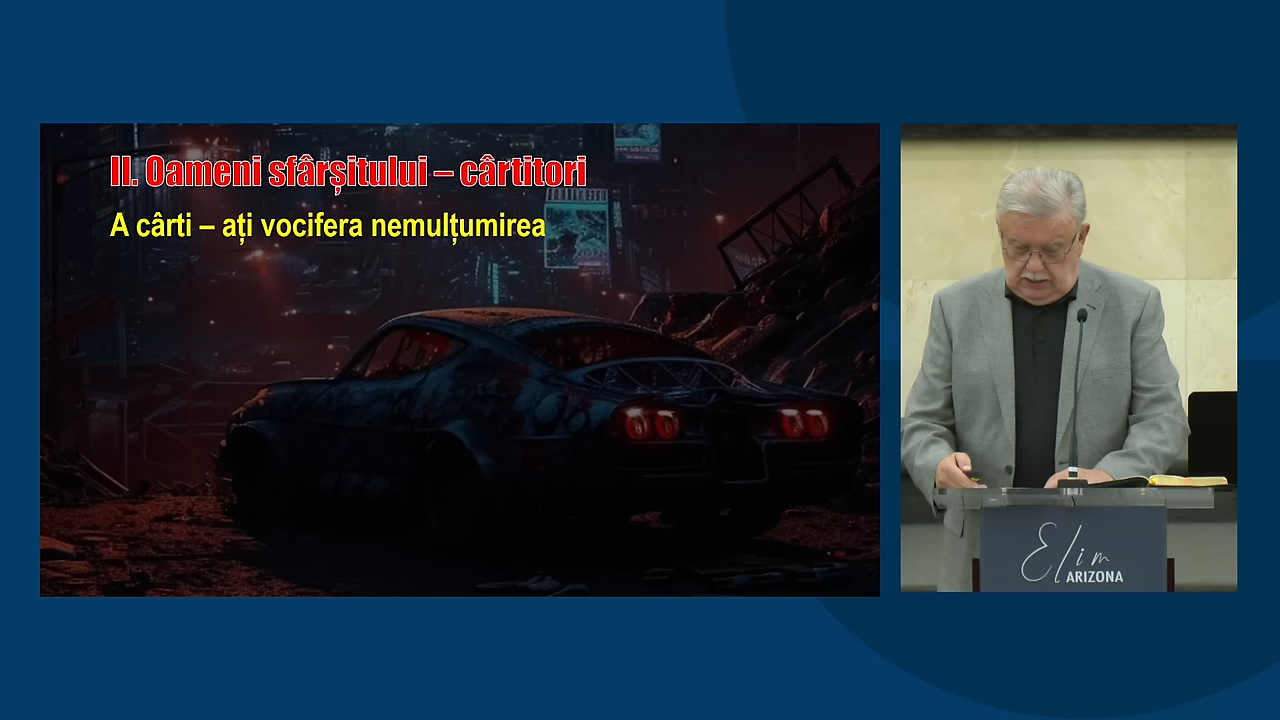 II. Oameni sfârșitului – cârtitori
A cârti – ați vocifera nemulțumirea
Elim
ARIZONA